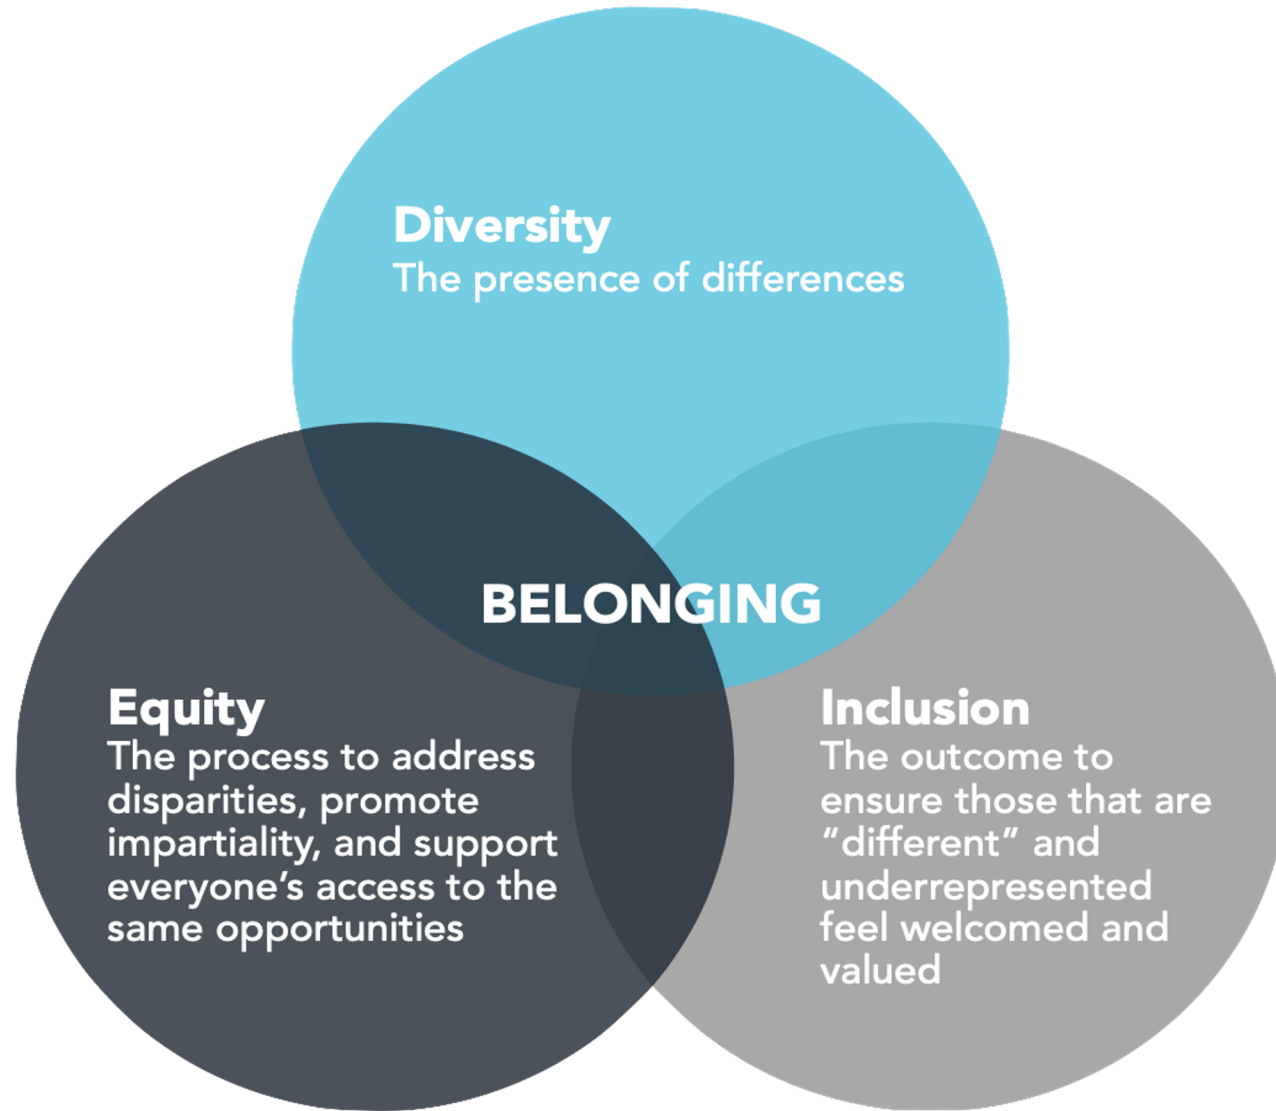 Diversity
The presence of differences
BELONGING
Equity
The process to address
disparities, promote
impartiality, and support
everyone’s access to the
same opportunities
Inclusion
The outcome to
ensure those that are
“different” and
underrepresented
feel welcomed and
valued